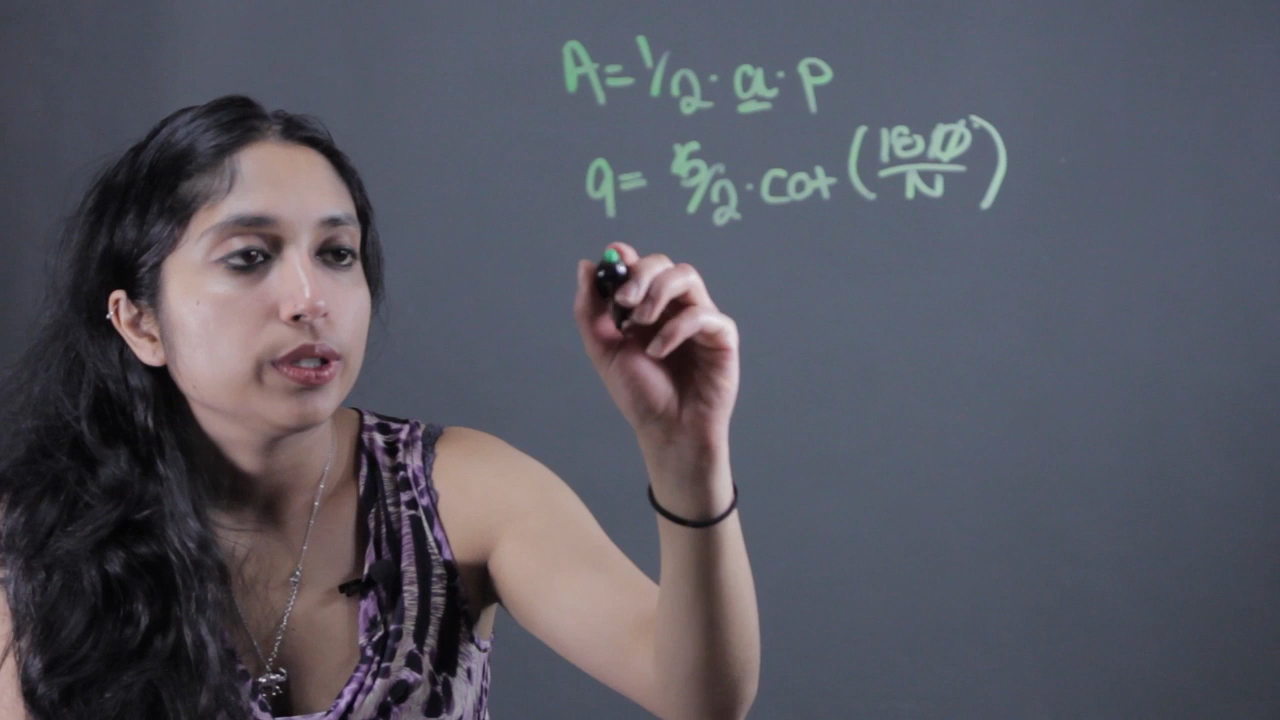 A = 1/2 · a · p
a = s/2 · cot (180/N)